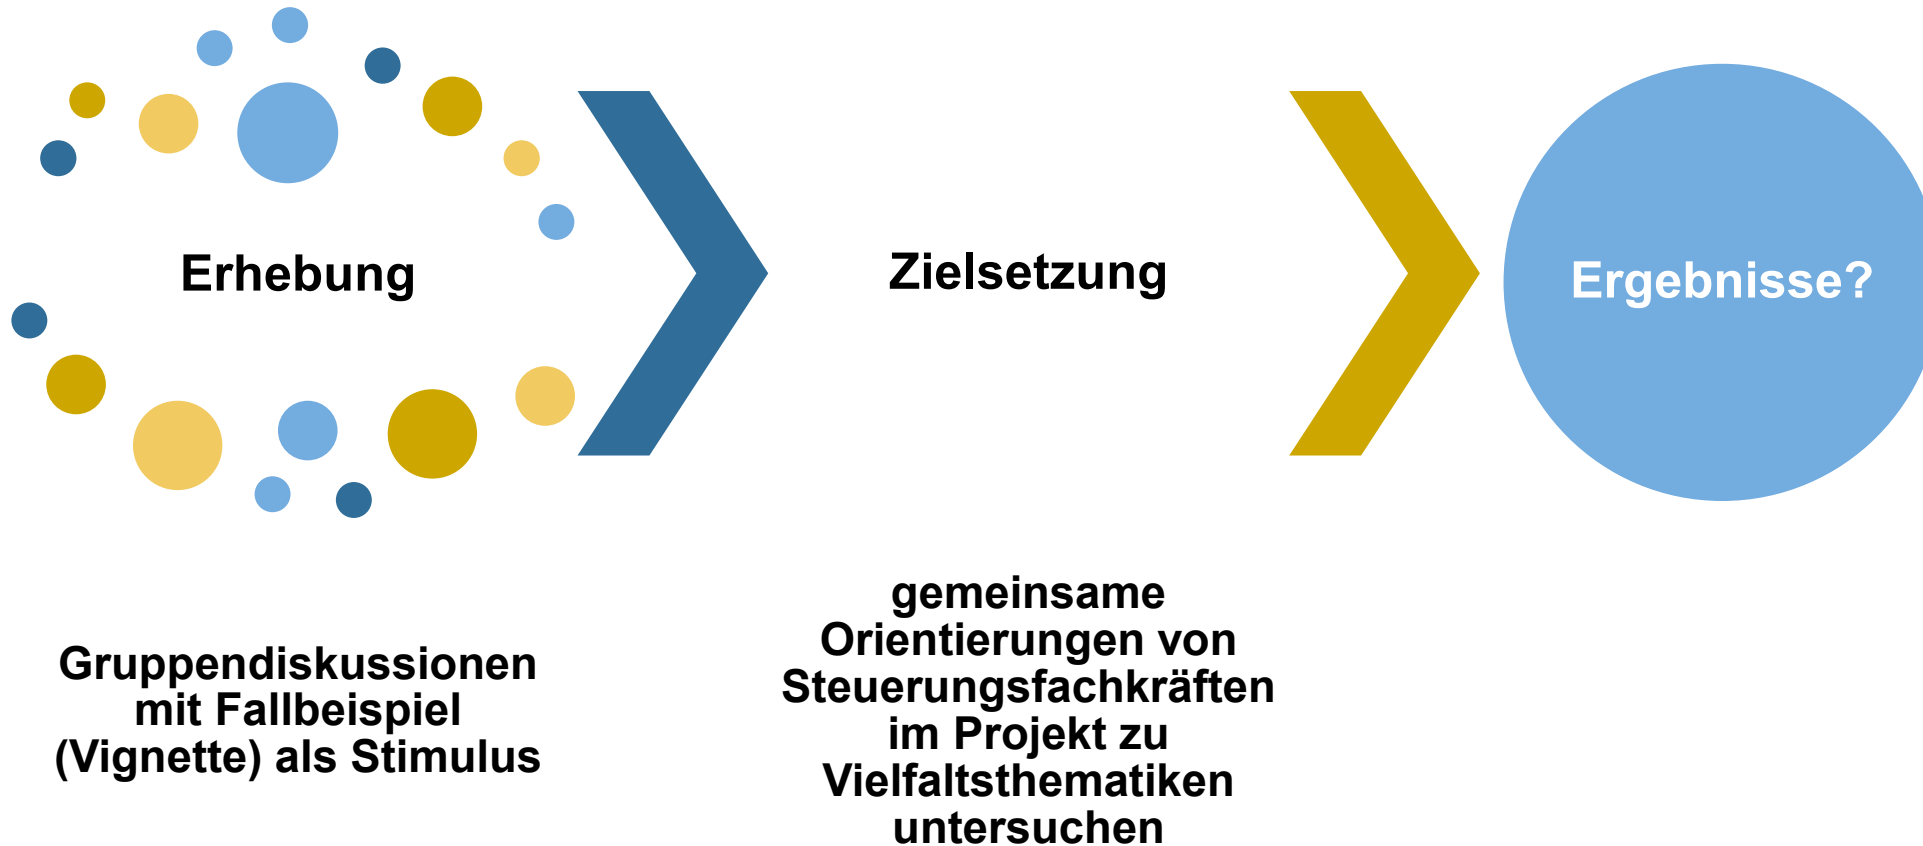 Erhebung
Zielsetzung
Ergebnisse?
Gruppendiskussionen
mit Fallbeispiel
(Vignette) als Stimulus
gemeinsame
Orientierungen von
Steuerungsfachkräften
im Projekt zu
Vielfaltsthematiken
untersuchen